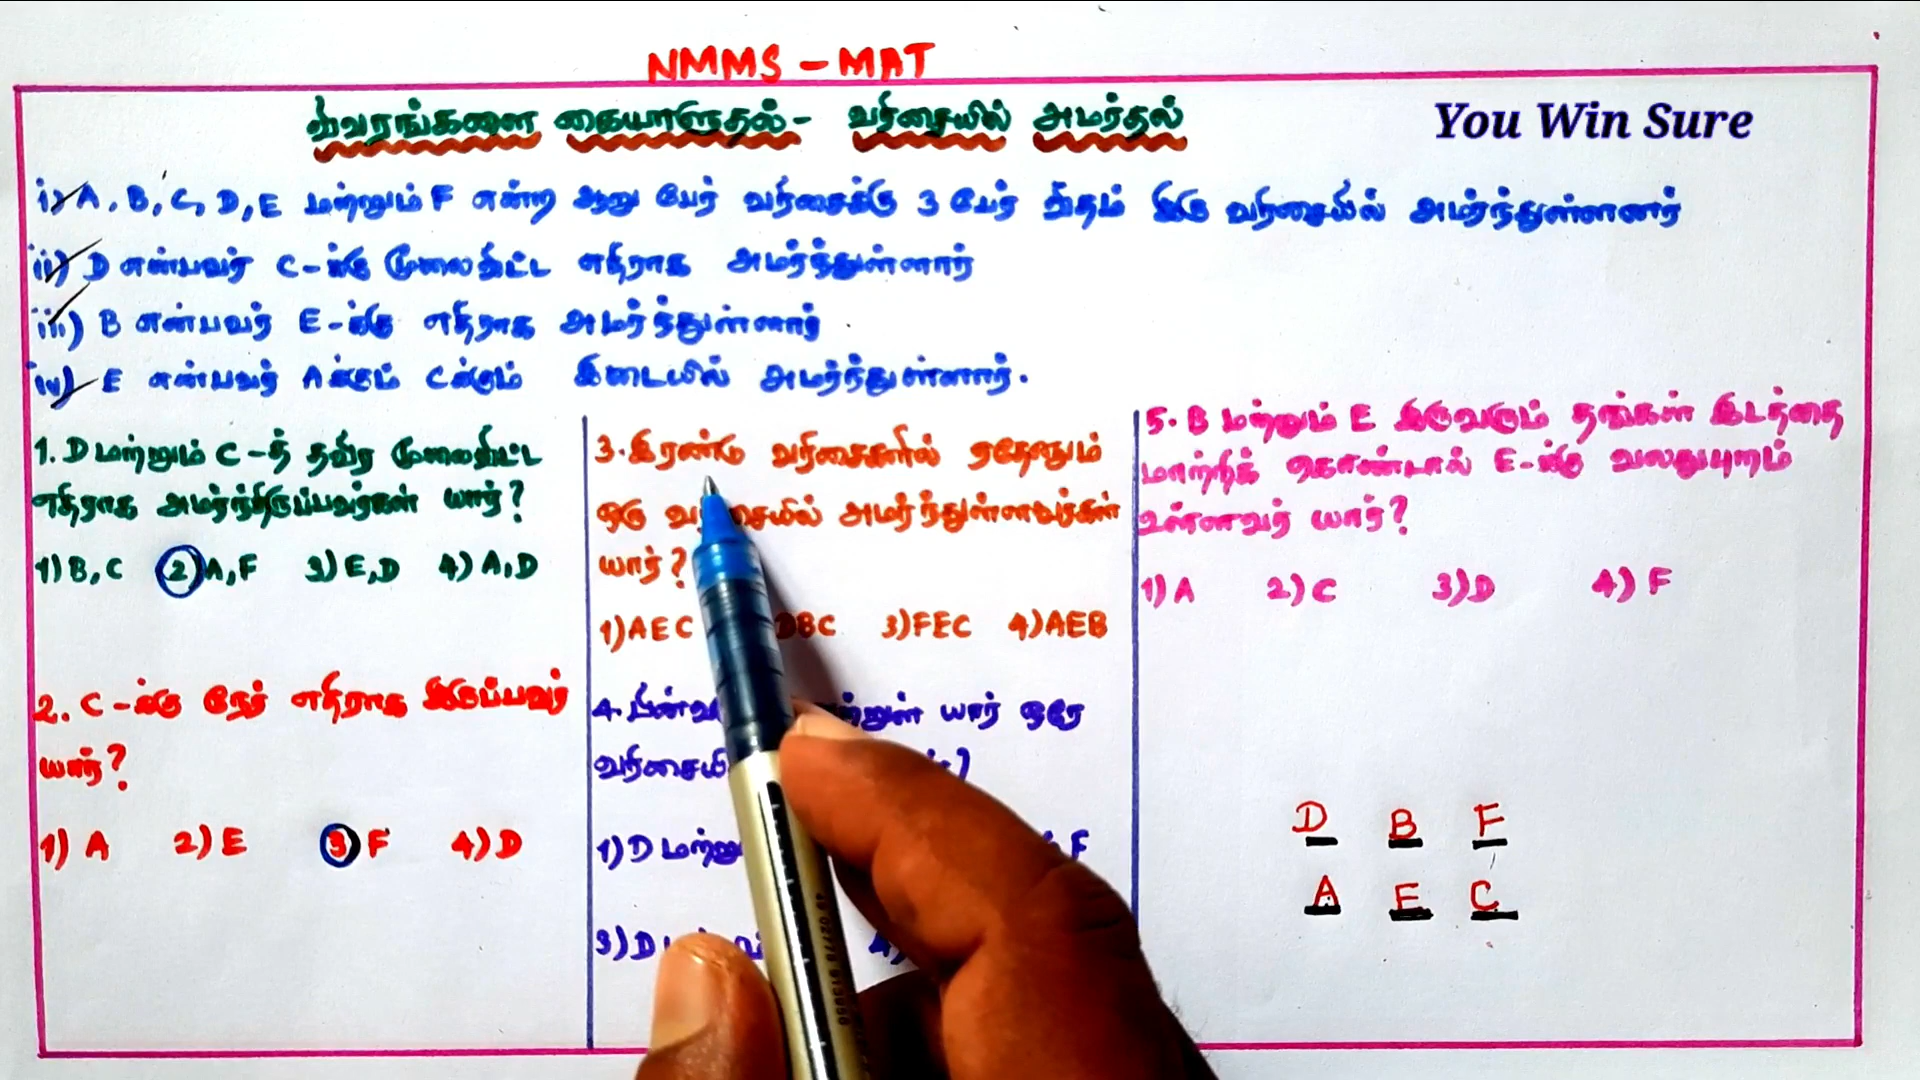 NMMS - MAT
விவரங்களை கையாளுதல் - வரிசையில் அமர்தல்
You Win Sure
i) A, B, C, D, E மற்றும் F என்ற ஆறு பேர் வரிசைக்கு 3 பேர் வீதம் இரு வரிசையில் அமர்ந்துள்ளனர்
ii) D என்பவர் C-க்கு மூலைவிட்ட எதிராக அமர்ந்துள்ளார்
iii) B என்பவர் E-க்கு எதிராக அமர்ந்துள்ளார்
iv) E என்பவர் Aக்கும் Cக்கும் இடையில் அமர்ந்துள்ளார்.
1. D மற்றும் C-த் தவிர மூலைவிட்ட
எதிராக அமர்ந்திருப்பவர்கள் யார்?
1) B, C 2) A, F 3) E, D 4) A, D
2. C-க்கு நேர் எதிராக இருப்பவர்
யார்?
1) A 2) E 3) F 4) D
3. இரண்டு வரிசைகளில் ஏதேனும்
ஒரு அமர்ந்துள்ளவர்கள்
யார்?
1) AEC DBC 3) FEC 4) AEB
4. யார் ஒரே
1) D F
3) D
5. B மற்றும் E இருவரும் தங்கள் இடத்தை
மாற்றிக் கொண்டால் E-க்கு வலதுபுறம்
உள்ளவர் யார்?
1) A 2) C 3) D 4) F
D B F
A E C